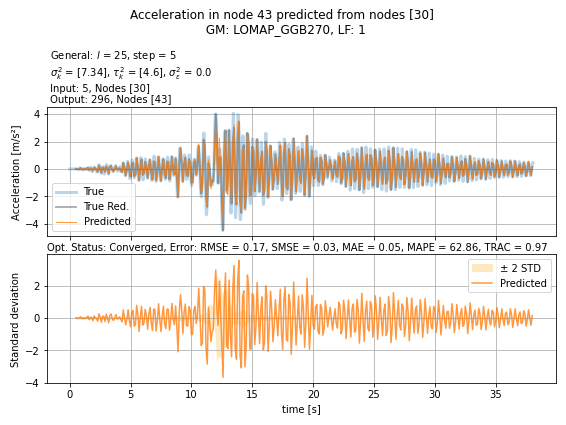 Acceleration in node 43 predicted from nodes [30]
GM: LOMAP_GGB270, LF: 1
General: l = 25, step = 5
σ²ₖ = [7.34], τ²ₖ = [4.6], σ²ε = 0.0
Input: 5, Nodes [30]
Output: 296, Nodes [43]
Acceleration [m/s²]
4
2
0
−2
−4
True
True Red.
Predicted
Opt. Status: Converged, Error: RMSE = 0.17, SMSE = 0.03, MAE = 0.05, MAPE = 62.86, TRAC = 0.97
Standard deviation
2
0
−2
−4
± 2 STD
Predicted
0 5 10 15 20 25 30 35
time [s]